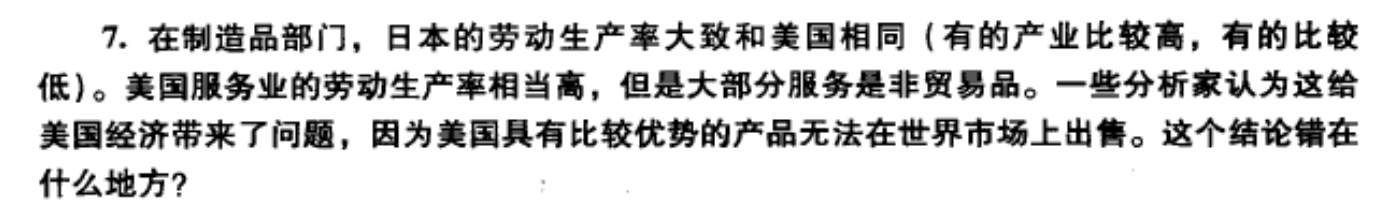 7. 在制造品部门，日本的劳动生产率大致和美国相同（有的产业比较高，有的比较
低）。美国服务业的劳动生产率相当离，但是大部分服务是非贸易品。一些分析家认为这给
美国经济带来了问题，因为美国具有比较优势的产品无法在世界市场上出售。这个结论错在
什么地方？